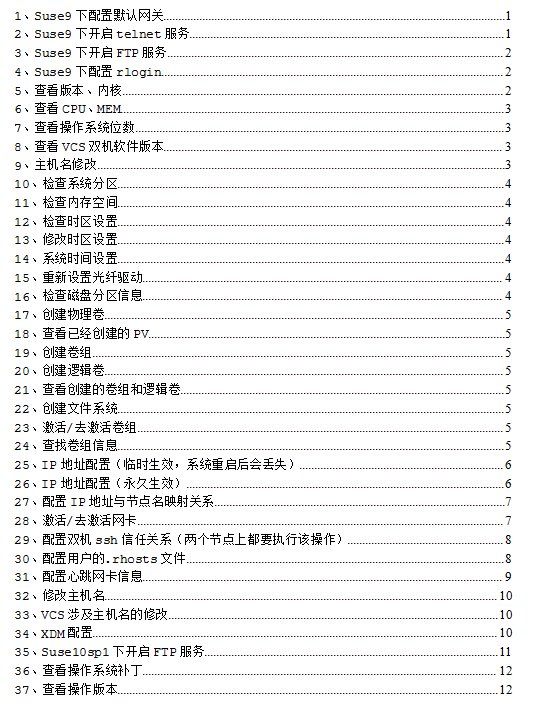 1、Suse9 下配置默认网关 1
2、Suse9 下开启 telnet 服务 1
3、Suse9 下开启 FTP 服务 2
4、Suse9 下配置 rlogin 2
5、查看版本、内核 2
6、查看 CPU、MEM 3
7、查看操作系统位数 3
8、查看 VCS 双机软件版本 3
9、主机名修改 3
10、检查系统分区 4
11、检查内存空间 4
12、检查时区设置 4
13、修改时区设置 4
14、系统时间设置 4
15、重新设置光纤驱动 4
16、检查磁盘分区信息 4
17、创建物理卷 5
18、查看已经创建的 PV 5
19、创建卷组 5
20、创建逻辑卷 5
21、查看创建的卷组和逻辑卷 5
22、创建文件系统 5
23、激活/去激活卷组 5
24、查找卷组信息 5
25、IP 地址配置（临时生效，系统重启后会丢失） 6
26、IP 地址配置（永久生效） 6
27、配置 IP 地址与节点名映射关系 7
28、激活/去激活网卡 7
29、配置双机 ssh 信任关系（两个节点上都要执行该操作） 8
30、配置用户的.rhosts 文件 8
31、配置心跳网卡信息 9
32、修改主机名 10
33、VCS 涉及主机名的修改 10
34、XDM 配置 10
35、Suse10sp1 下开启 FTP 服务 11
36、查看操作系统补丁 12
37、查看操作版本 12